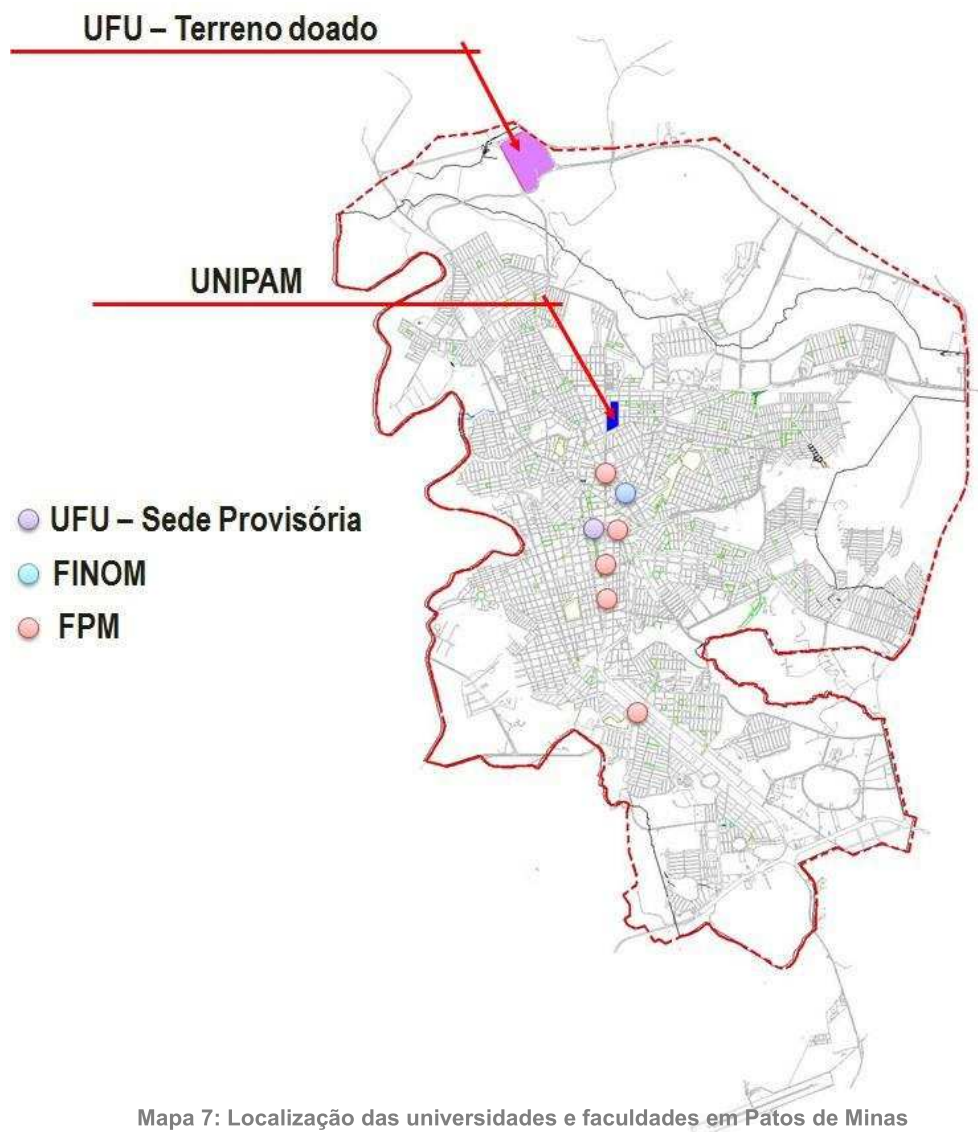 UFU – Terreno doado
UNIPAM
UFU – Sede Provisória
FINOM
FPM
Mapa 7: Localização das universidades e faculdades em Patos de Minas